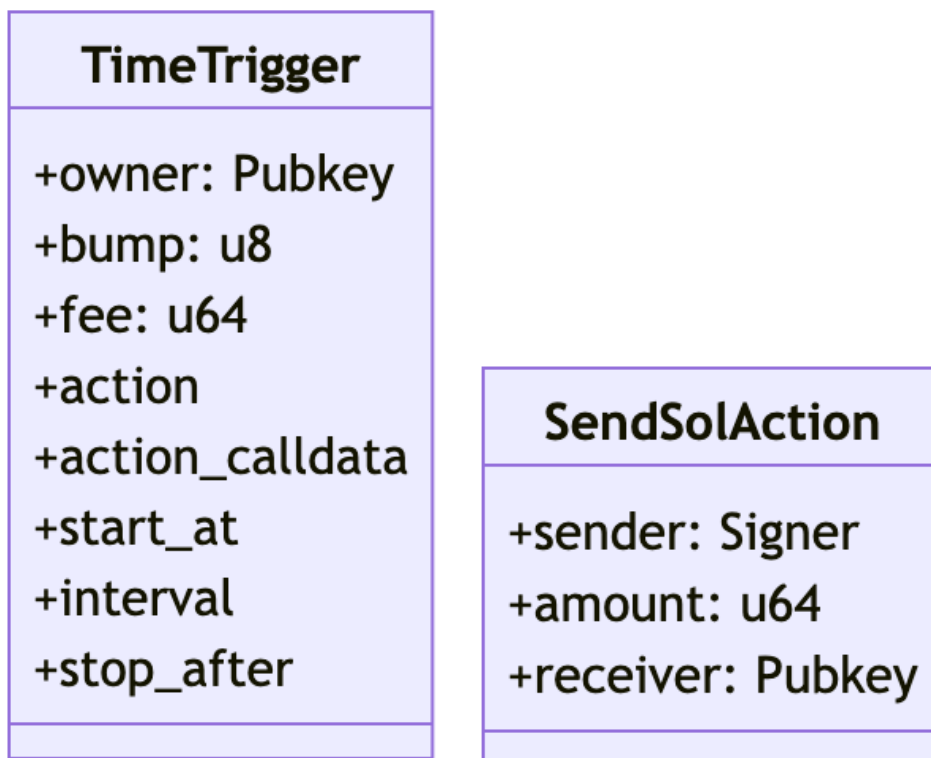 TimeTrigger
+owner: Pubkey
+bump: u8
+fee: u64
+action
+action_calldata
+start_at
+interval
+stop_after
SendSolAction
+sender: Signer
+amount: u64
+receiver: Pubkey